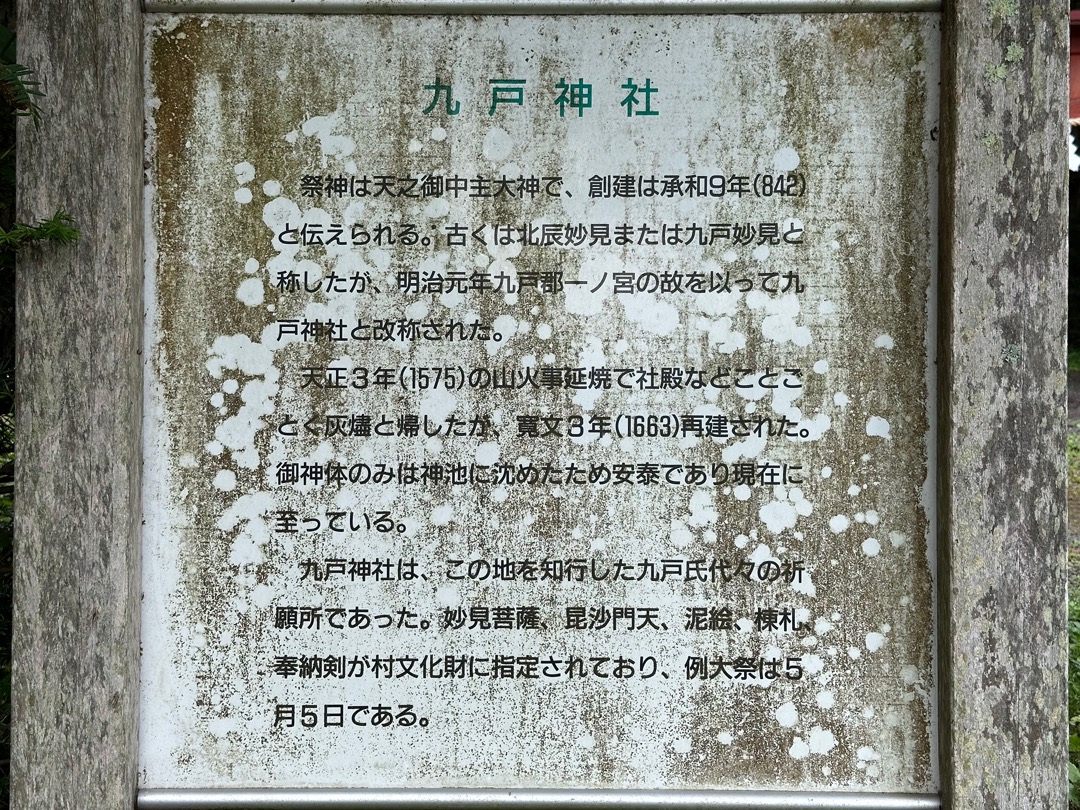 九戸神社
祭神は天之御中主大神で、創建は承和9年(842)
と伝えられる。古くは北辰妙見または九戸妙見と
称したが、明治元年九戸郡一ノ宮の故を以って九
戸神社と改称された。
天正3年(1575)の山火事延焼で社殿などことご
とく灰燼と帰したが、寛文3年(1663)再建された。
御神体のみは神池に沈めたため安泰であり現在に
至っている。
九戸神社は、この地を知行した九戸氏代々の祈
願所であった。妙見菩薩、毘沙門天、泥絵、棟札、
奉納剣が村文化財に指定されており、例大祭は5
月5日である。